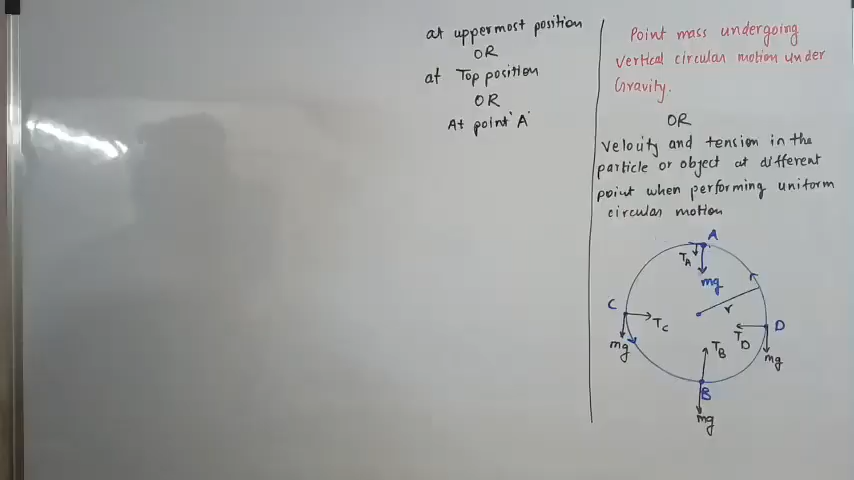 at uppermost position
OR
at Top position
OR
At point 'A'
Point mass undergoing
vertical circular motion under
Gravity.
OR
Velocity and tension in the
particle or object at different
point when performing uniform
circular motion
A
TA
mg
r
C
TC
mg
D
TD
mg
TB
B
mg